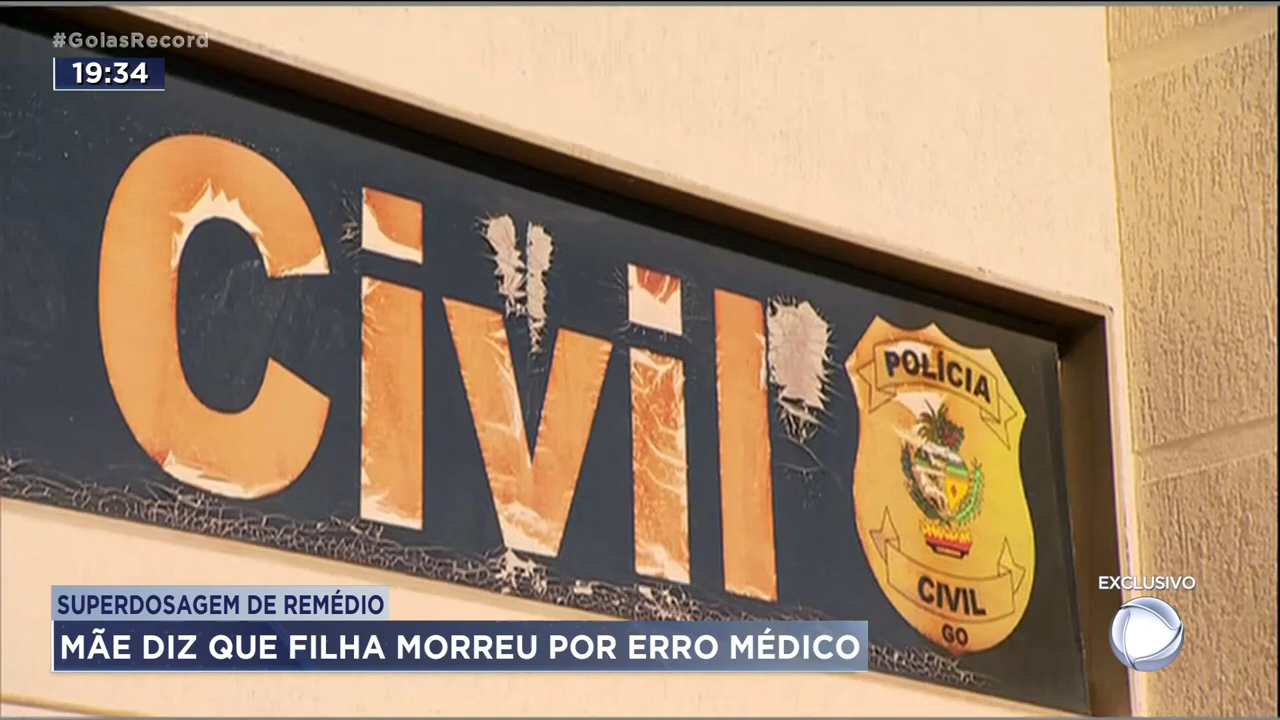 #GoiasRecord
19:34
Civil
POLÍCIA
CIVIL
GO
EXCLUSIVO
SUPERDOSAGEM DE REMÉDIO
MÃE DIZ QUE FILHA MORREU POR ERRO MÉDICO